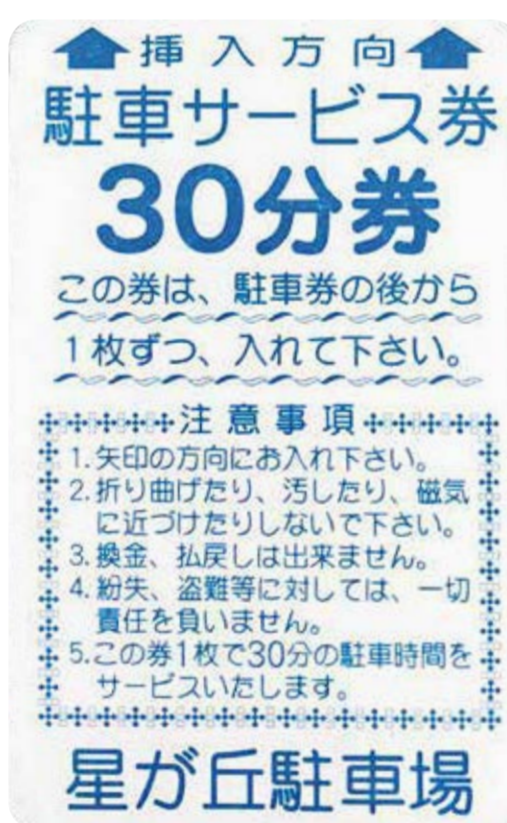 挿入方向
駐車サービス券
30分券
この券は、駐車券の後から
1枚ずつ、入れて下さい。
注意事項
1.矢印の方向にお入れ下さい。
2.折り曲げたり、汚したり、磁気
に近づけたりしないで下さい。
3.換金、払戻しは出来ません。
4.紛失、盗難等に対しては、一切
責任を負いません。
5.この券1枚で30分の駐車時間を
サービスいたします。
星が丘駐車場